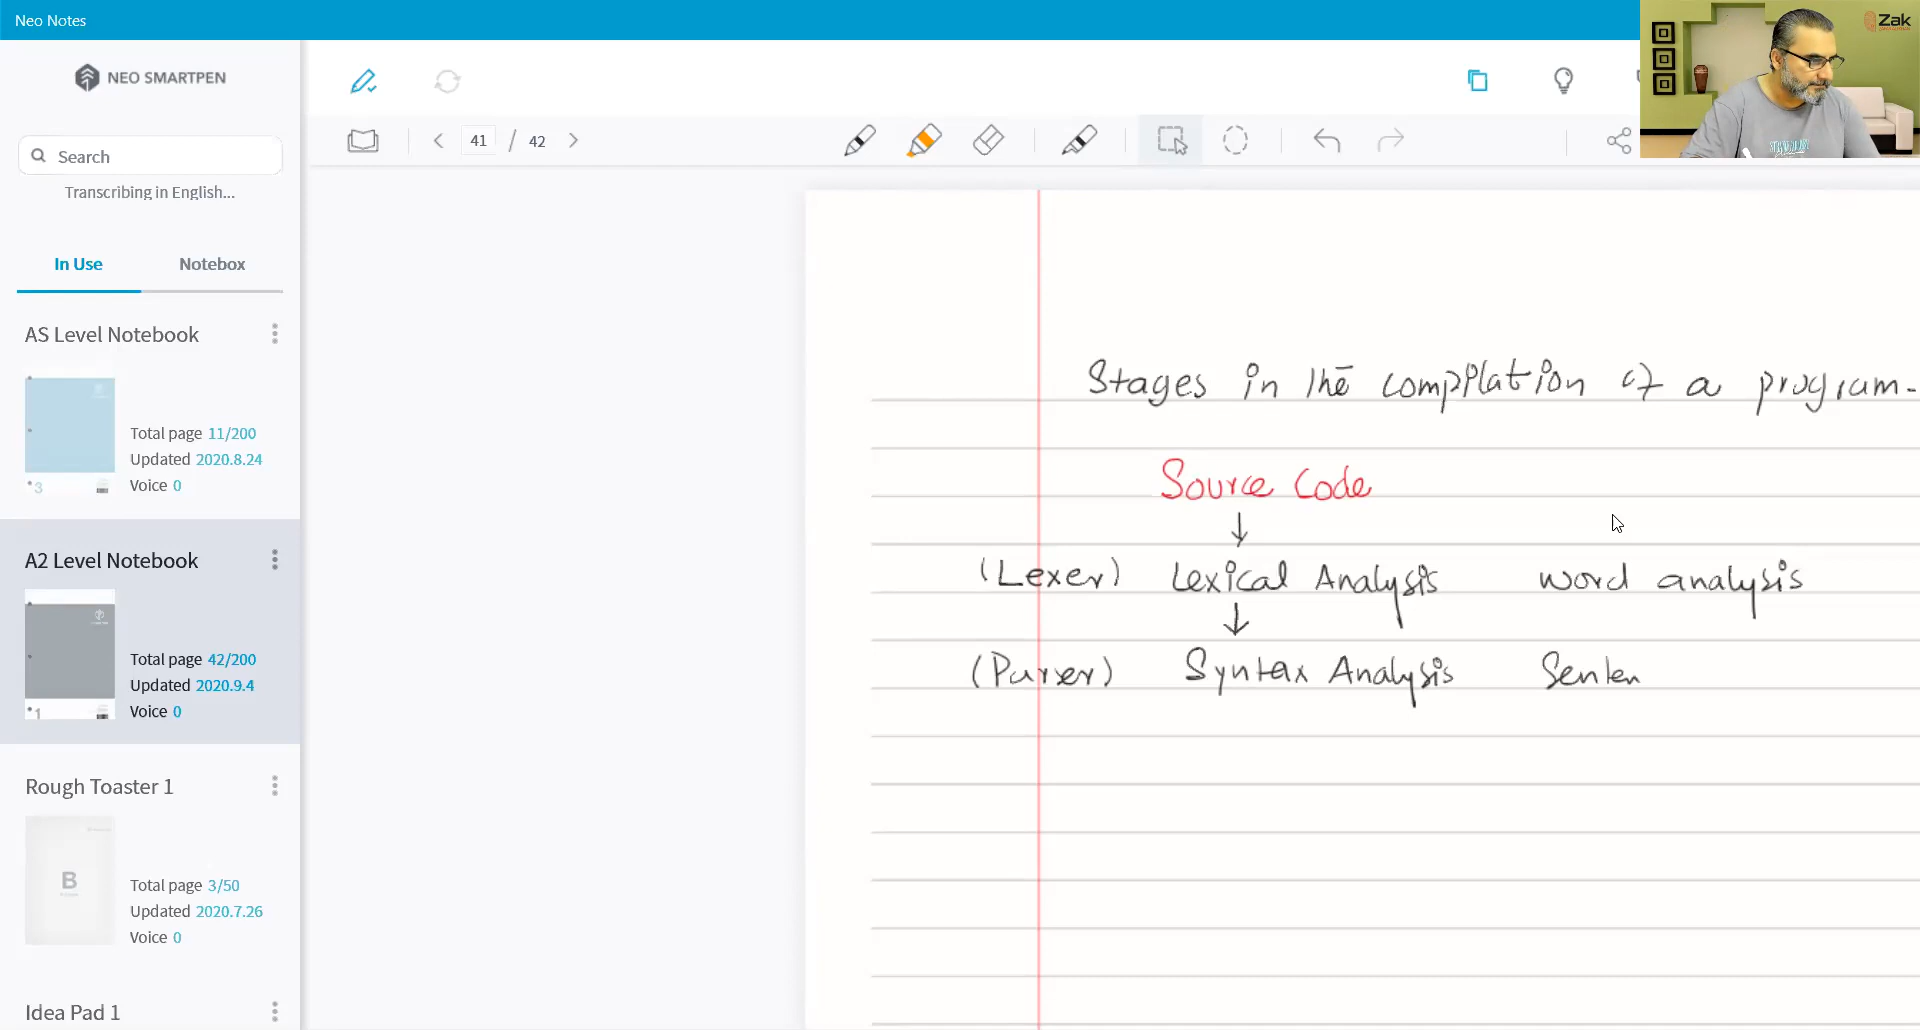 Neo Notes
Zak
NEO SMARTPEN
Search
Transcribing in English...
41 / 42
In Use
Notebox
AS Level Notebook
3
Total page 11/200
Updated 2020.8.24
Voice 0
A2 Level Notebook
1
Total page 42/200
Updated 2020.9.4
Voice 0
Rough Toaster 1
B
Total page 3/50
Updated 2020.7.26
Voice 0
Idea Pad 1
Stages in the compilation of a program.
Source Code
↓
(Lexer) Lexical Analysis word analysis
↓
(Parser) Syntax Analysis Senten